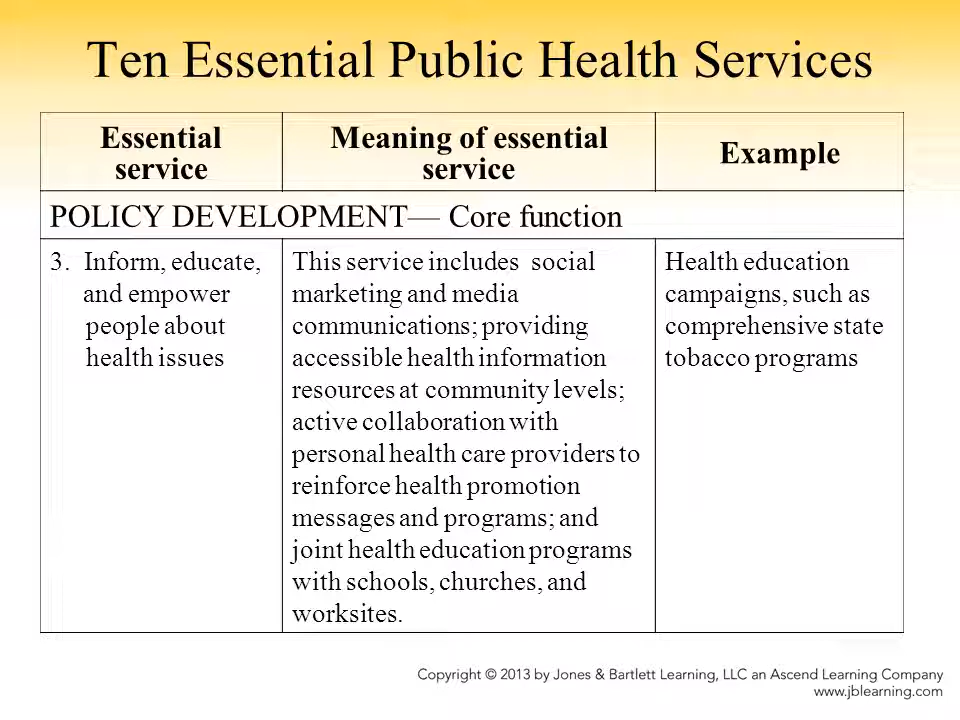 Ten Essential Public Health Services
Essential
service
Meaning of essential
service
Example
POLICY DEVELOPMENT— Core function
3. Inform, educate,
and empower
people about
health issues
This service includes social
marketing and media
communications; providing
accessible health information
resources at community levels;
active collaboration with
personal health care providers to
reinforce health promotion
messages and programs; and
joint health education programs
with schools, churches, and
worksites.
Health education
campaigns, such as
comprehensive state
tobacco programs
Copyright © 2013 by Jones & Bartlett Learning, LLC an Ascend Learning Company
www.jblearning.com